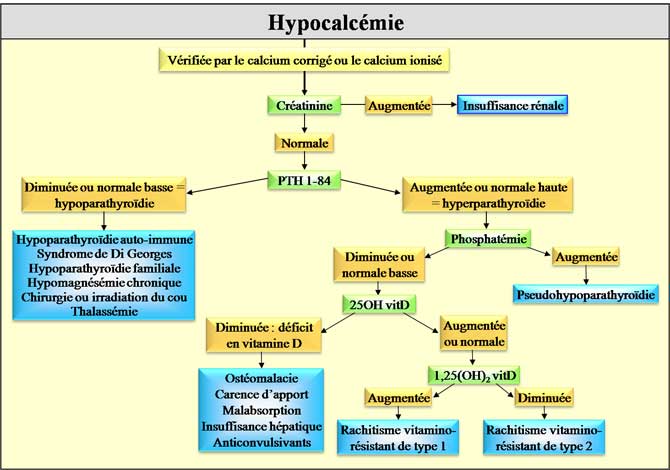 Hypocalcémie
Vérifiée par le calcium corrigé ou le calcium ionisé
Créatinine
Augmentée
Insuffisance rénale
Normale
PTH 1-84
Diminuée ou normale basse =
hypoparathyroïdie
Augmentée ou normale haute
= hyperparathyroïdie
Hypoparathyroïdie auto-immune
Syndrome de Di Georges
Hypoparathyroïdie familiale
Hypomagnésémie chronique
Chirurgie ou irradiation du cou
Thalassémie
Phosphatémie
Diminuée ou
normale basse
Augmentée
Pseudohypoparathyroïdie
25OH vitD
Diminuée : déficit
en vitamine D
Augmentée
ou normale
Ostéomalacie
Carence d'apport
Malabsorption
Insuffisance hépatique
Anticonvulsivants
1,25(OH)₂ vitD
Augmentée
Diminuée
Rachitisme vitamino-
résistant de type 1
Rachitisme vitamino-
résistant de type 2